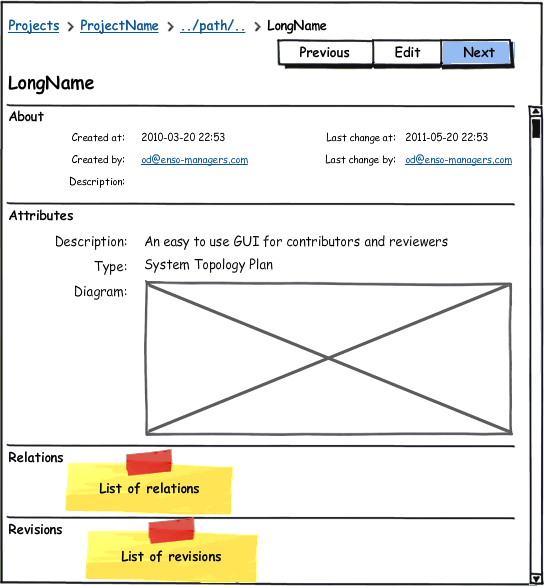 Projects > ProjectName > ../path/.. > LongName
Previous Edit Next
LongName
About
Created at: 2010-03-20 22:53 Last change at: 2011-05-20 22:53
Created by: od@enso-managers.com Last change by: od@enso-managers.com
Description:
Attributes
Description: An easy to use GUI for contributors and reviewers
Type: System Topology Plan
Diagram:
Relations
List of relations
Revisions
List of revisions